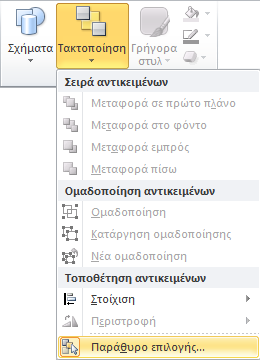 Σχήματα
Τακτοποίηση
Γρήγορα
στυλ
Σειρά αντικειμένων
Μεταφορά σε πρώτο πλάνο
Μεταφορά στο φόντο
Μεταφορά εμπρός
Μεταφορά πίσω
Ομαδοποίηση αντικειμένων
Ομαδοποίηση
Κατάργηση ομαδοποίησης
Νέα ομαδοποίηση
Τοποθέτηση αντικειμένων
Στοίχιση
Περιστροφή
Παράθυρο επιλογής...